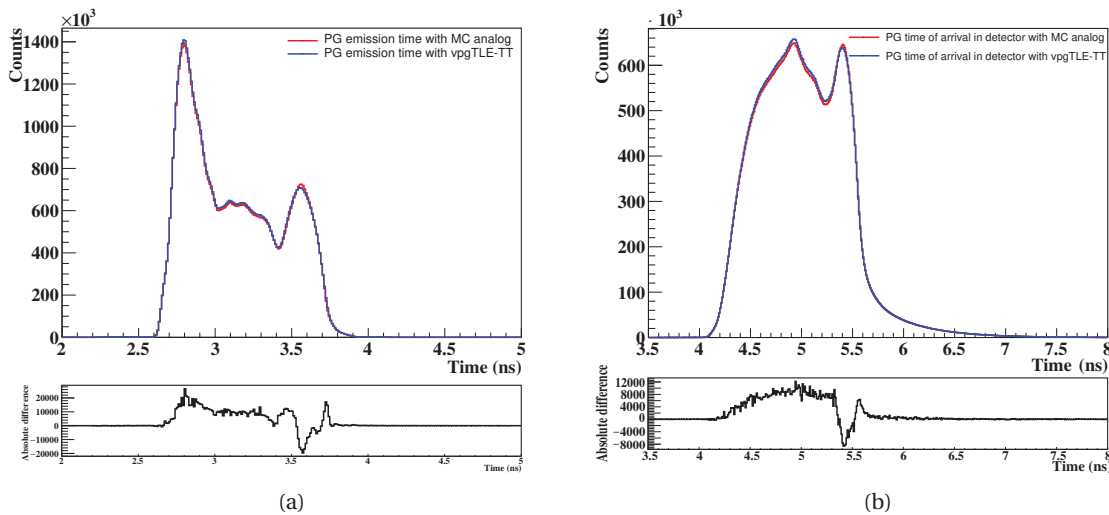 ×10³
Counts
1400
1200
1000
800
600
400
200
0
PG emission time with MC analog
PG emission time with vpgTLE-TT
2 2.5 3 3.5 4 4.5 5
Time (ns)
Absolute difference
20000
10000
0
−10000
−20000
2 2.5 3 3.5 4 4.5 5
Time (ns)
(a)
· 10³
Counts
600
500
400
300
200
100
0
PG time of arrival in detector with MC analog
PG time of arrival in detector with vpgTLE-TT
3.5 4 4.5 5 5.5 6 6.5 7 7.5 8
Time (ns)
Absolute difference
12000
8000
4000
0
−4000
−8000
3.5 4 4.5 5 5.5 6 6.5 7 7.5 8
Time (ns)
(b)